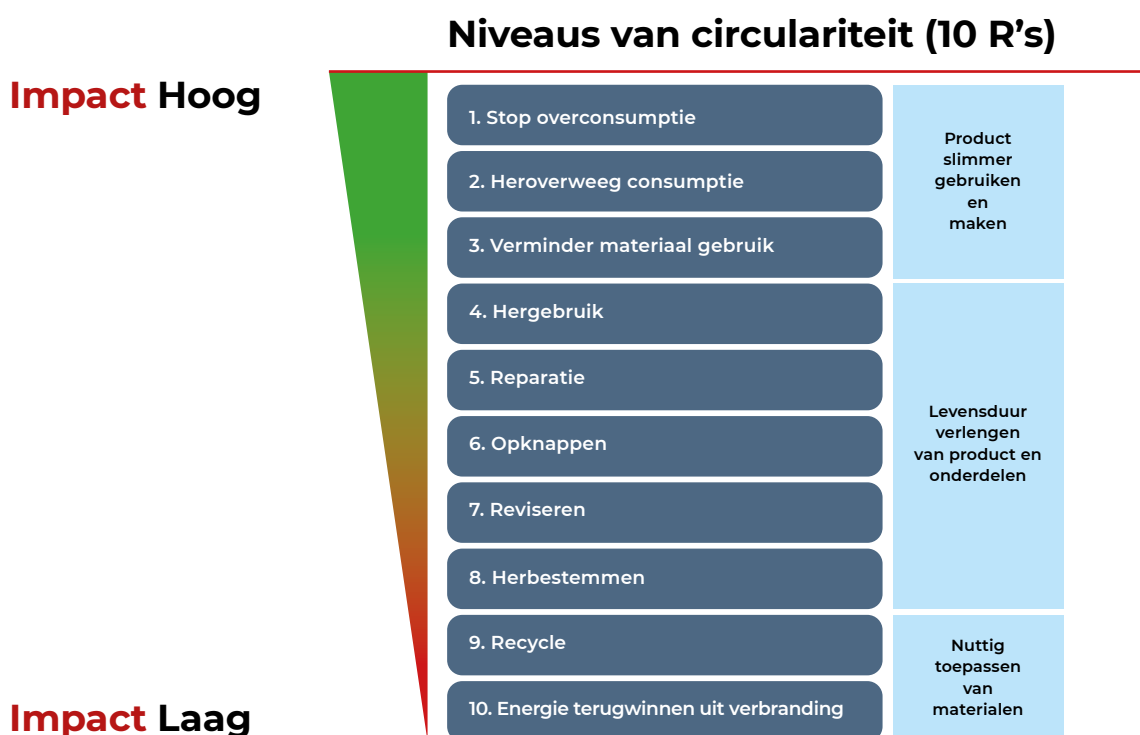 Niveaus van circulariteit (10 R’s)
Impact Hoog
1. Stop overconsumptie
2. Heroverweeg consumptie
3. Verminder materiaal gebruik
Product
slimmer
gebruiken
en
maken
4. Hergebruik
5. Reparatie
6. Opknappen
7. Reviseren
8. Herbestemmen
Levensduur
verlengen
van product en
onderdelen
9. Recycle
10. Energie terugwinnen uit verbranding
Nuttig
toepassen
van
materialen
Impact Laag